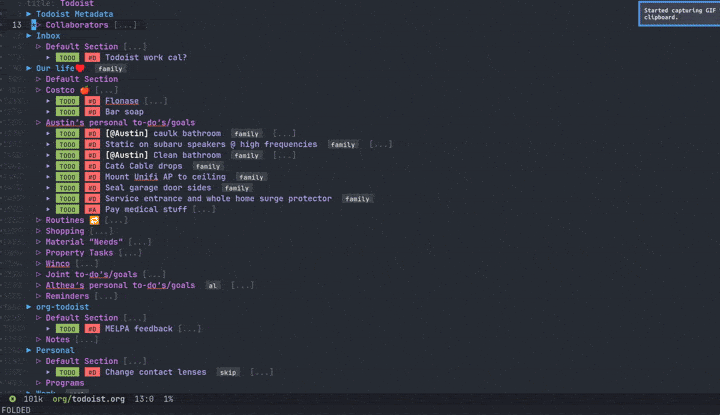 title: Todoist
▶ Todoist Metadata
13 ▷ Collaborators [...]
▶ Inbox
▷ Default Section
▶ TODO #D Todoist work cal?
▶ Our life❤️ family
▷ Default Section
▷ Costco 🍎 [...]
▶ TODO #D Flonase [...]
▶ TODO #D Bar soap
▷ Austin's personal to-do's/goals
▶ TODO #D [@Austin] caulk bathroom family [...]
▶ TODO #D Static on subaru speakers @ high frequencies family [...]
▶ TODO #D [@Austin] Clean bathroom family [...]
▶ TODO #D Cat6 Cable drops family
▶ TODO #D Mount Unifi AP to ceiling family
▶ TODO #D Seal garage door sides family
▶ TODO #D Service entrance and whole home surge protector family
▶ TODO #A Pay medical stuff [...]
▷ Routines 🔁 [...]
▷ Shopping [...]
▷ Material "Needs" [...]
▷ Property Tasks [...]
▷ Winco [...]
▷ Joint to-do's/goals [...]
▷ Althea's personal to-do's/goals al [...]
▷ Reminders [...]
▶ org-todoist
▷ Default Section [...]
▶ TODO #D MELPA feedback [...]
▷ Notes [...]
▶ Personal
▷ Default Section [...]
▶ TODO #D Change contact lenses skip [...]
▷ Programs
101k org/todoist.org 13:0 1%
FOLDED
Started capturing GIF
clipboard.